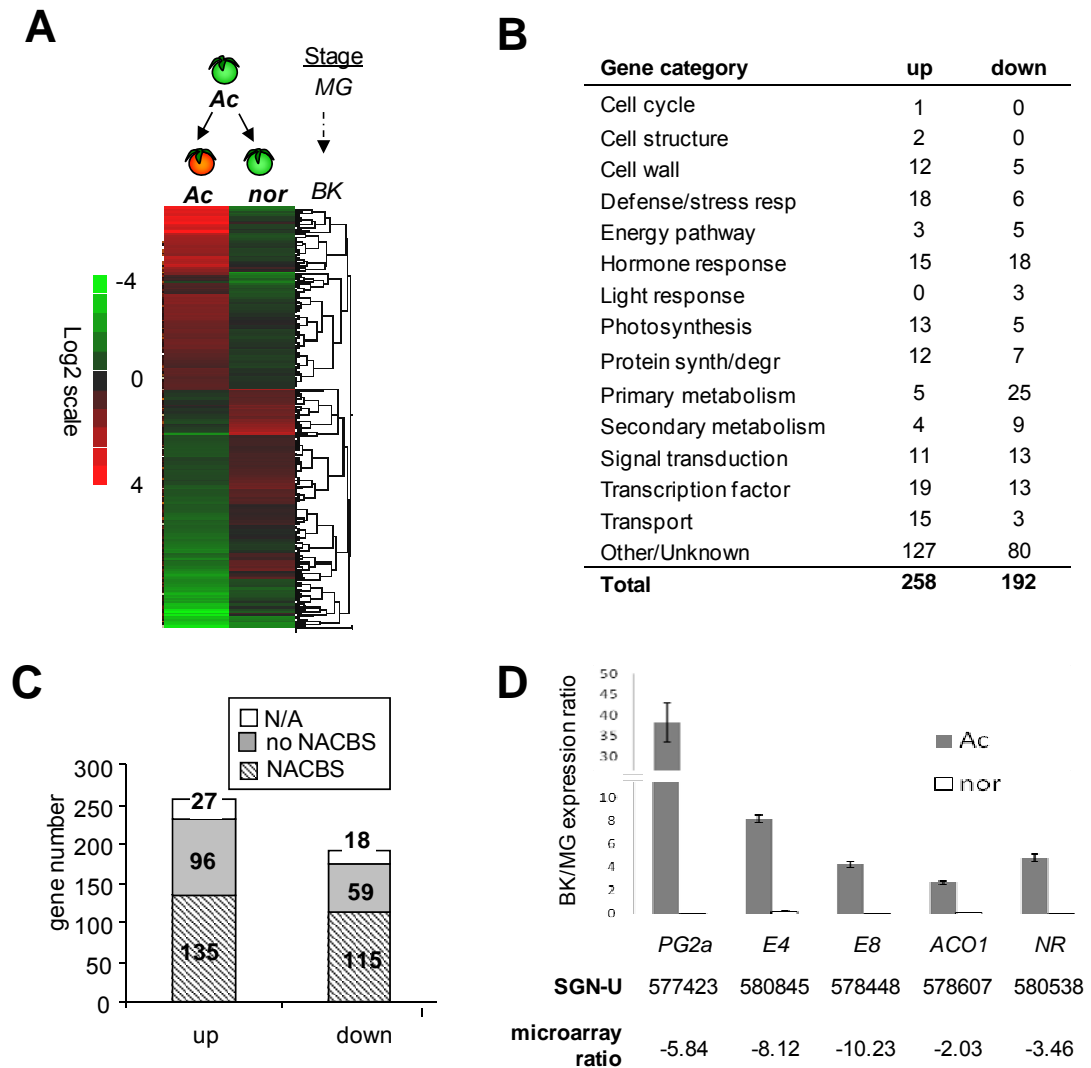 A
Stage
MG
Ac
Ac nor BK
-4
0
4
Log2 scale
B
Gene category up down
Cell cycle 1 0
Cell structure 2 0
Cell wall 12 5
Defense/stress resp 18 6
Energy pathway 3 5
Hormone response 15 18
Light response 0 3
Photosynthesis 13 5
Protein synth/degr 12 7
Primary metabolism 5 25
Secondary metabolism 4 9
Signal transduction 11 13
Transcription factor 19 13
Transport 15 3
Other/Unknown 127 80
Total 258 192
C
N/A
no NACBS
NACBS
gene number
300
250
200
150
100
50
0
27
96
135
18
59
115
up down
D
BK/MG expression ratio
50
45
40
35
30
10
8
6
4
2
0
Ac
nor
PG2a E4 E8 ACO1 NR
SGN-U 577423 580845 578448 578607 580538
microarray
ratio -5.84 -8.12 -10.23 -2.03 -3.46